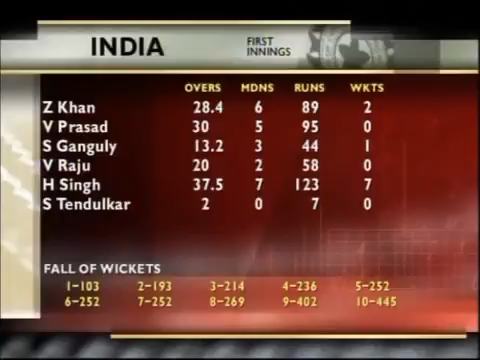 INDIA
FIRST
INNINGS
OVERS MDNS RUNS WKTS
Z Khan 28.4 6 89 2
V Prasad 30 5 95 0
S Ganguly 13.2 3 44 1
V Raju 20 2 58 0
H Singh 37.5 7 123 7
S Tendulkar 2 0 7 0
FALL OF WICKETS
1-103 2-193 3-214 4-236 5-252
6-252 7-252 8-269 9-402 10-445